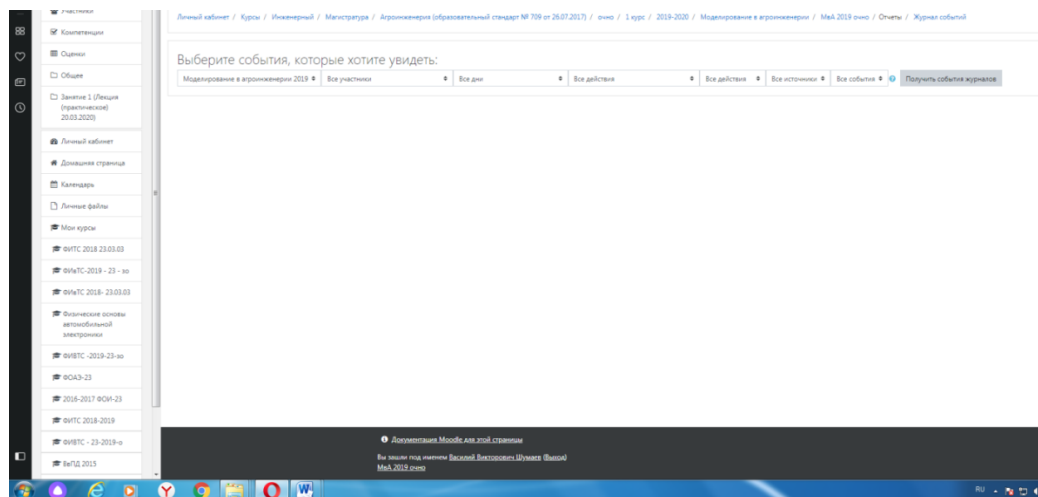 Участники
Компетенции
Оценки
Общее
Занятие 1 (Лекция
(практическое)
20.03.2020)
Личный кабинет
Домашняя страница
Календарь
Личные файлы
Мои курсы
ФИТС 2018 23.03.03
ФИвТС-2019 - 23 - зо
ФИвТС 2018- 23.03.03
Физические основы
автомобильной
электроники
ФИВТС -2019-23-зо
ФОАЭ-23
2016-2017 ФОИ-23
ФИТС 2018-2019
ФИВТС - 23-2019-о
ВвПД 2015
Личный кабинет / Курсы / Инженерный / Магистратура / Агроинженерия (образовательный стандарт № 709 от 26.07.2017) / очно / 1 курс / 2019-2020 / Моделирование в агроинженерии / МвА 2019 очно / Отчеты / Журнал событий
Выберите события, которые хотите увидеть:
Моделирование в агроинженерии 2019 Все участники Все дни Все действия Все действия Все источники Все события Получить события журналов
Документация Moodle для этой страницы
Вы зашли под именем Василий Викторович Шумаев (Выход)
МвА 2019 очно
RU